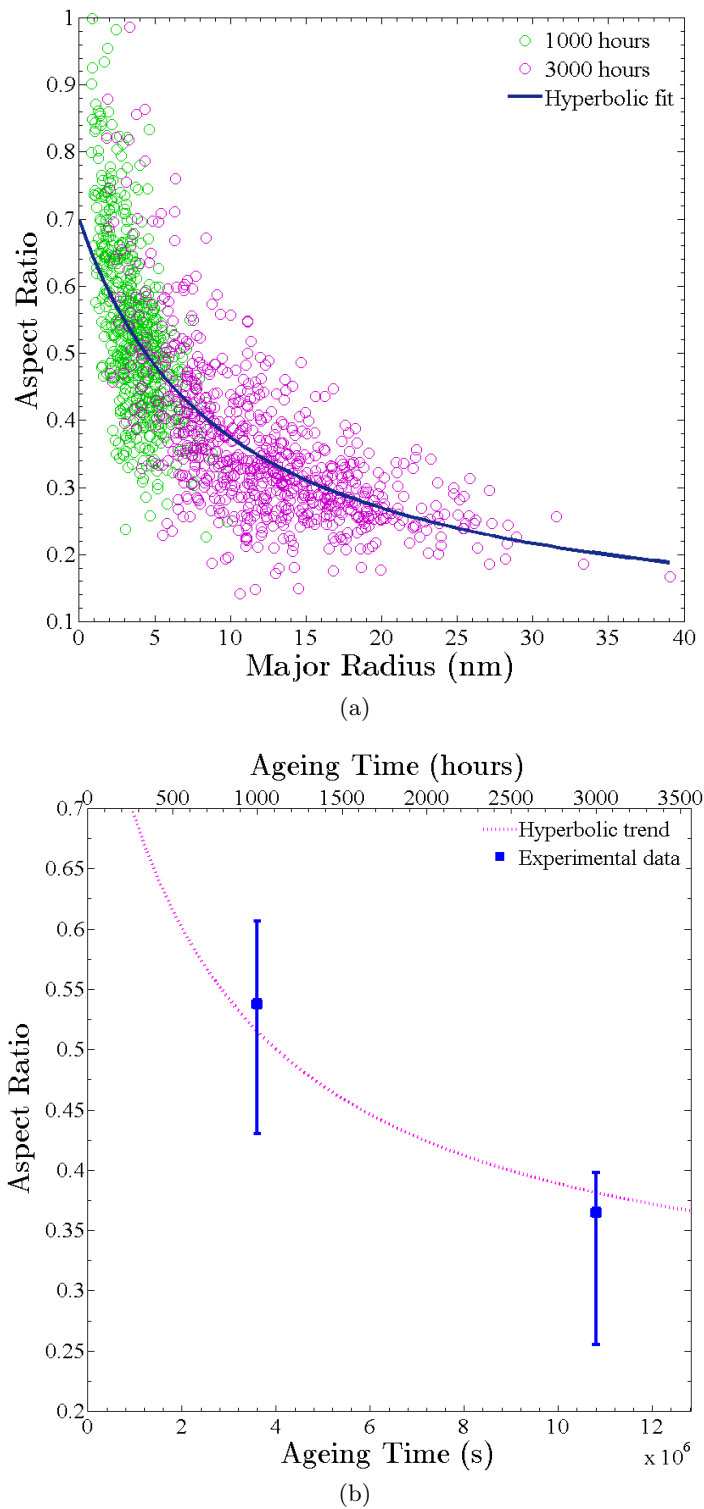 1
0.9
0.8
0.7
0.6
0.5
0.4
0.3
0.2
0.1
Aspect Ratio
1000 hours
3000 hours
Hyperbolic fit
0 5 10 15 20 25 30 35 40
Major Radius (nm)
(a)
Ageing Time (hours)
0 500 1000 1500 2000 2500 3000 3500
0.7
0.65
0.6
0.55
0.5
0.45
0.4
0.35
0.3
0.25
0.2
Aspect Ratio
Hyperbolic trend
Experimental data
0 2 4 6 8 10 12
Ageing Time (s)
x 10⁶
(b)